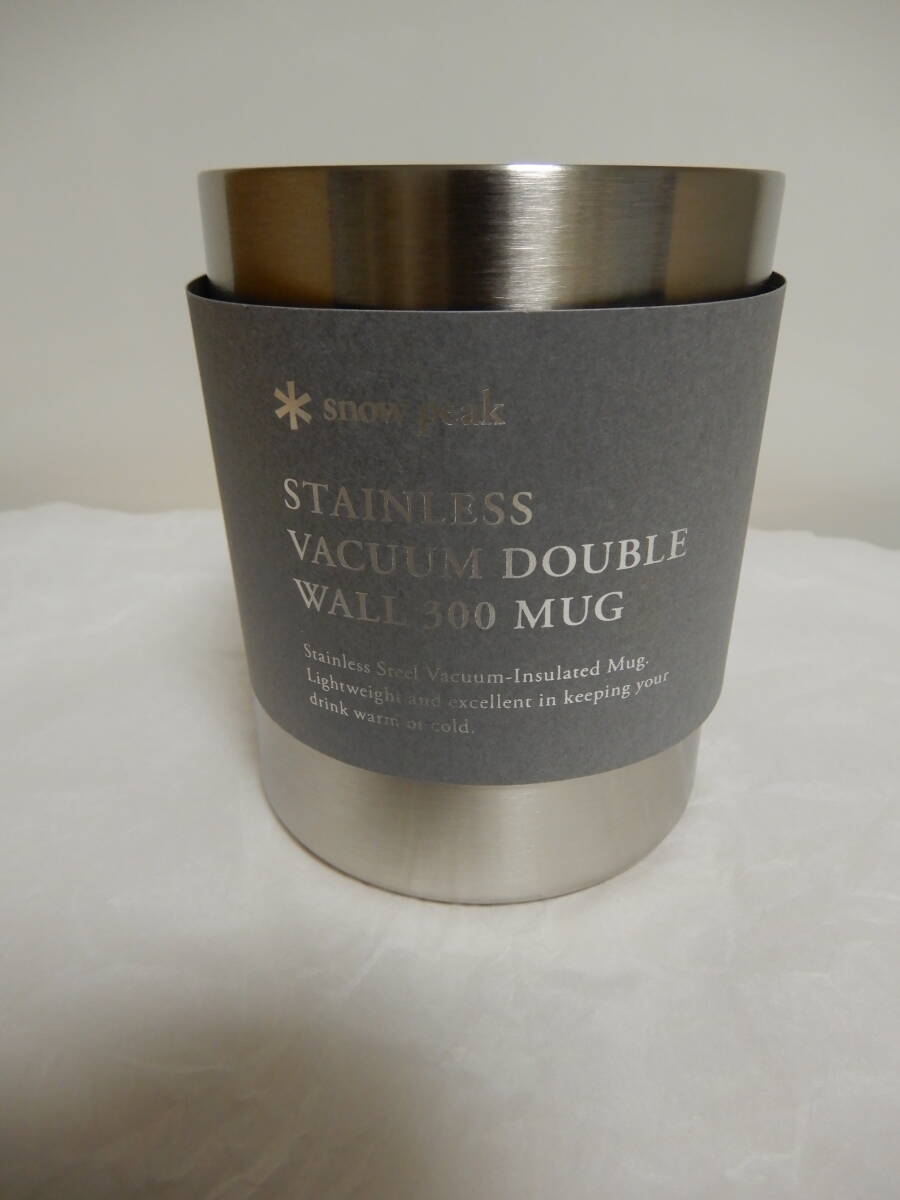 snow peak
STAINLESS
VACUUM DOUBLE
WALL 300 MUG
Stainless Steel Vacuum-Insulated Mug.
Lightweight and excellent in keeping your
drink warm or cold.